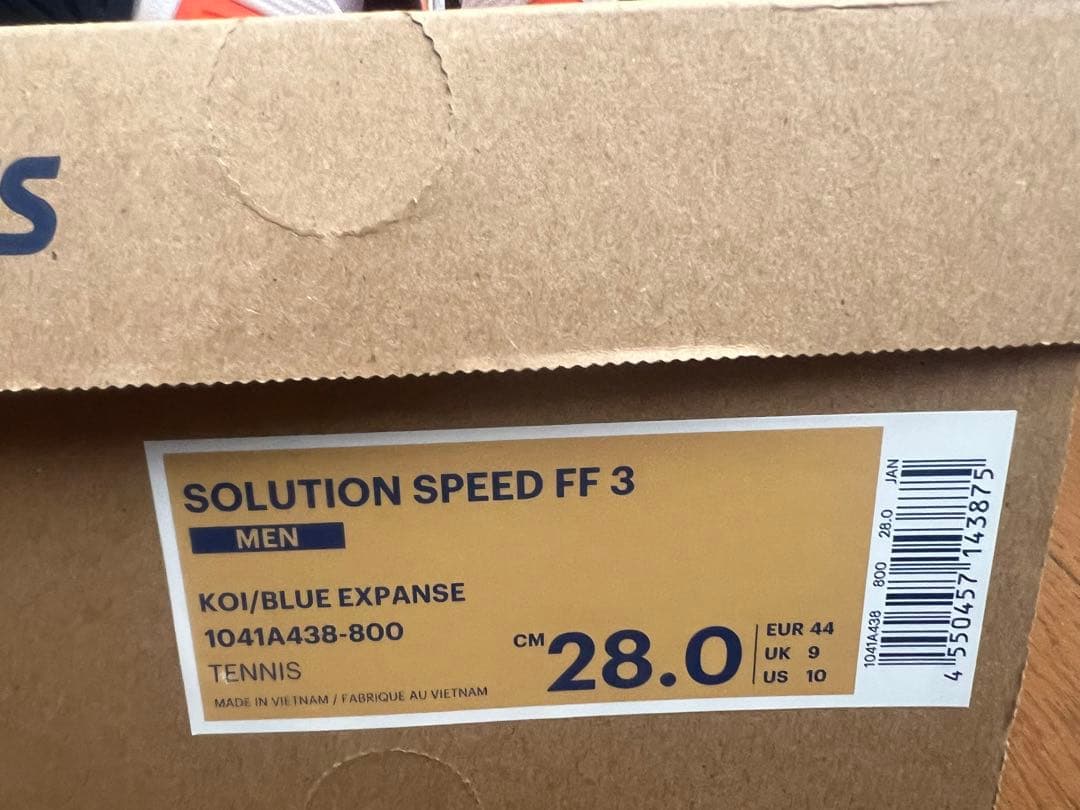 S
SOLUTION SPEED FF 3
MEN
KOI/BLUE EXPANSE
1041A438-800
TENNIS
MADE IN VIETNAM / FABRIQUE AU VIETNAM
CM 28.0
EUR 44
UK 9
US 10
1041A438 800 28.0 JAN
4 550457 143875